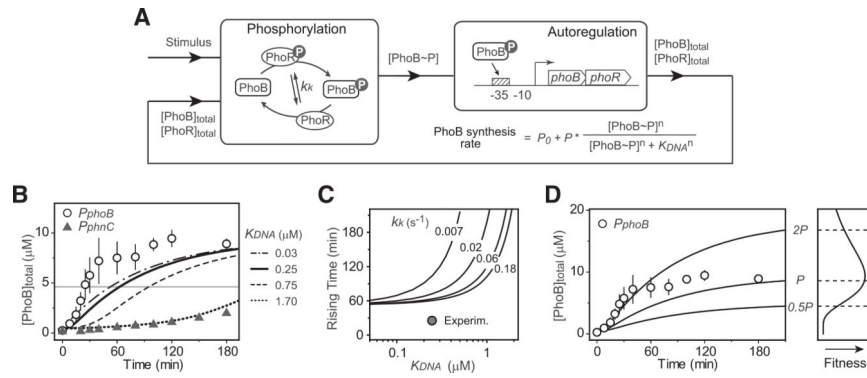 A
Phosphorylation
Autoregulation
Stimulus
PhoR P
PhoB
kk
PhoB P
PhoR
[PhoB]total
[PhoR]total
[PhoB~P]
PhoB P
phoB phoR
-35 -10
[PhoB]total
[PhoR]total
PhoB synthesis rate = P0 + P* [PhoB~P]n / [PhoB~P]n + KDNAn
B
PphoB
PphnC
KDNA (μM)
0.03
0.25
0.75
1.70
[PhoB]total (μM)
10
5
0
0 60 120 180
Time (min)
C
kk (s-1)
0.007
0.02
0.06
0.18
Experim.
Rising Time (min)
180
120
60
0
0.1 1
KDNA (μM)
D
PphoB
[PhoB]total (μM)
20
10
0
0 60 120 180
Time (min)
2P
P
0.5P
Fitness